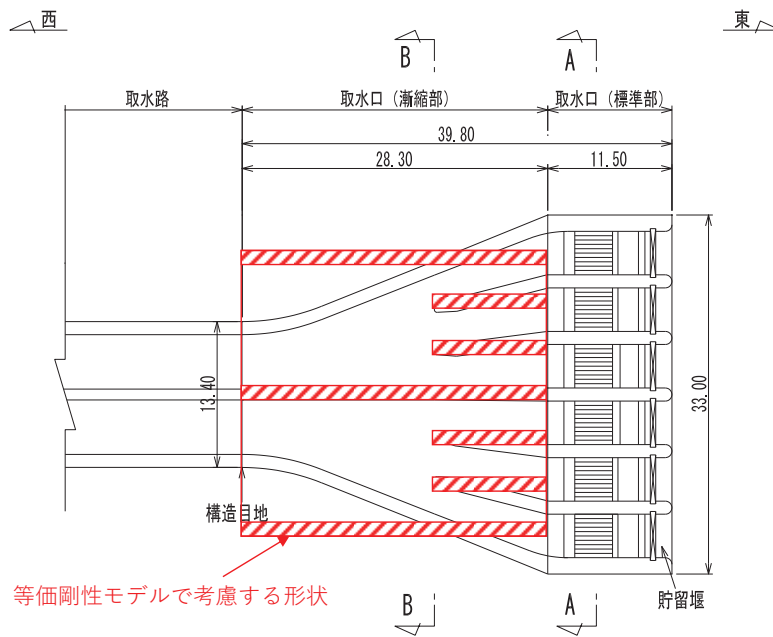 西
東
B
A
取水路
取水口（漸縮部）
取水口（標準部）
39.80
28.30
11.50
13.40
33.00
構造目地
等価剛性モデルで考慮する形状
貯留堰
B
A